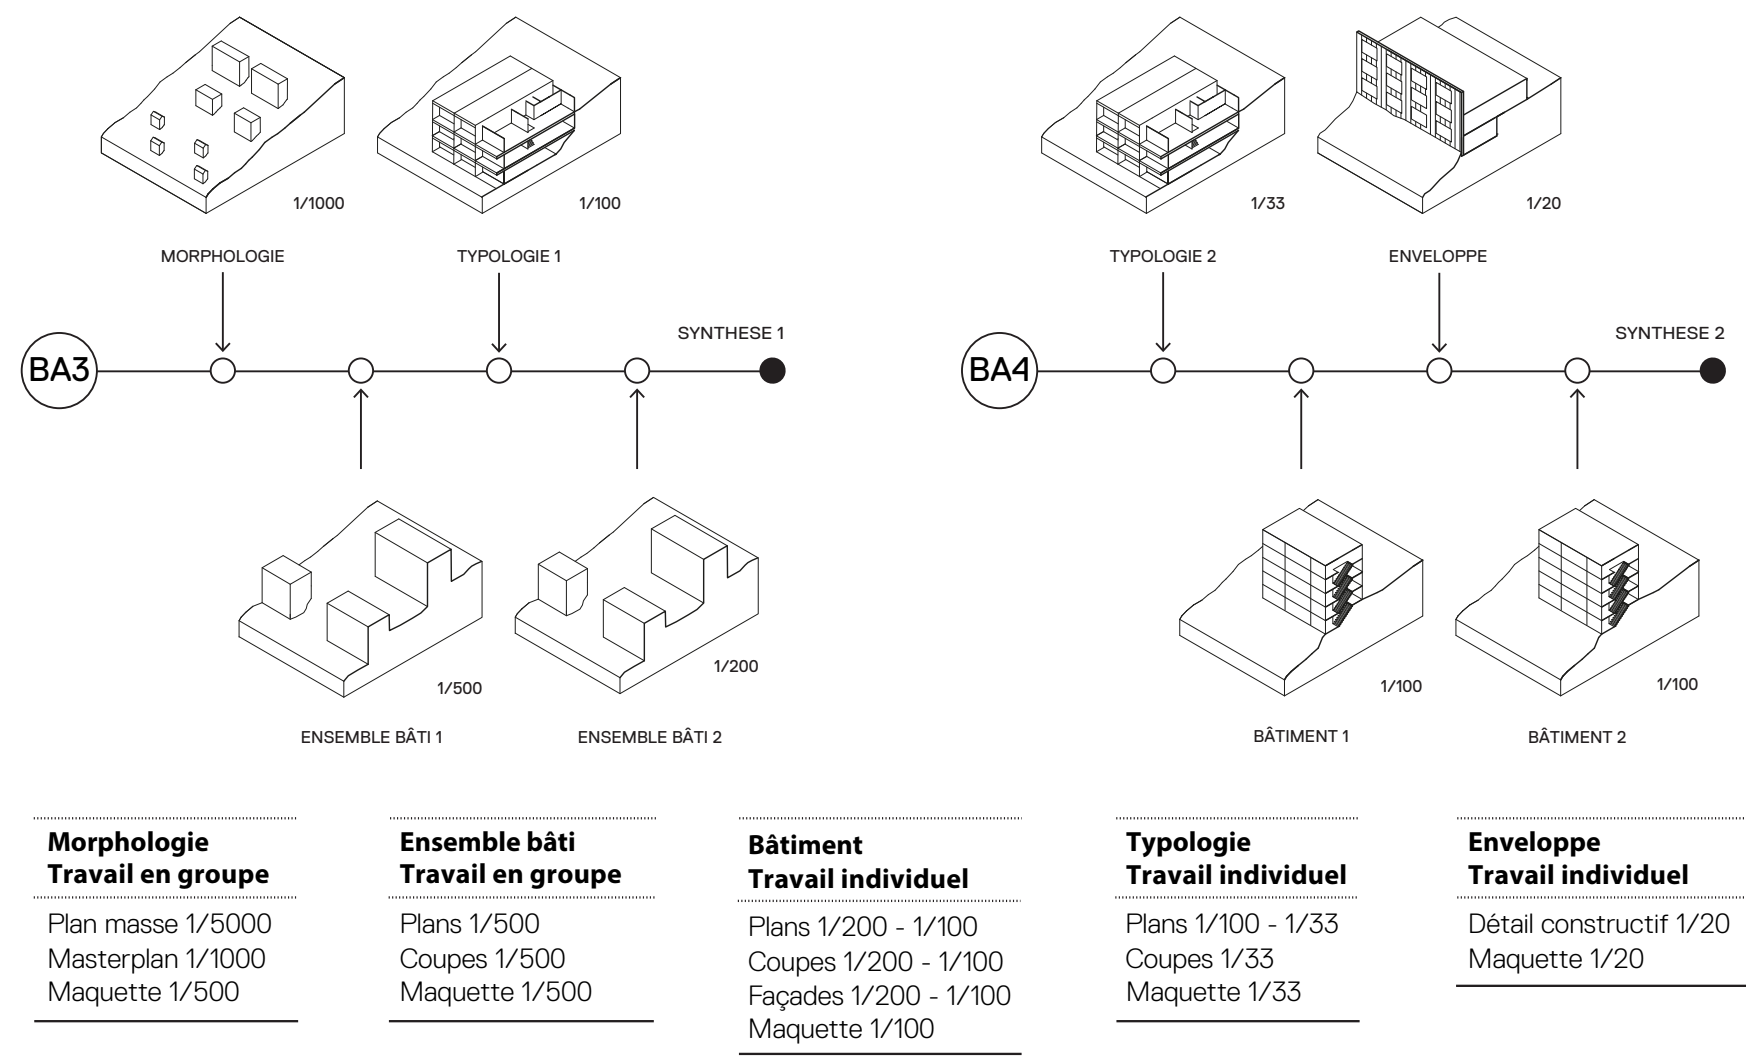 1/1000
1/100
1/33
1/20
MORPHOLOGIE
TYPOLOGIE 1
TYPOLOGIE 2
ENVELOPPE
SYNTHESE 1
SYNTHESE 2
BA3
BA4
1/500
1/200
1/100
1/100
ENSEMBLE BÂTI 1
ENSEMBLE BÂTI 2
BÂTIMENT 1
BÂTIMENT 2
Morphologie
Travail en groupe
Plan masse 1/5000
Masterplan 1/1000
Maquette 1/500
Ensemble bâti
Travail en groupe
Plans 1/500
Coupes 1/500
Maquette 1/500
Bâtiment
Travail individuel
Plans 1/200 - 1/100
Coupes 1/200 - 1/100
Façades 1/200 - 1/100
Maquette 1/100
Typologie
Travail individuel
Plans 1/100 - 1/33
Coupes 1/33
Maquette 1/33
Enveloppe
Travail individuel
Détail constructif 1/20
Maquette 1/20